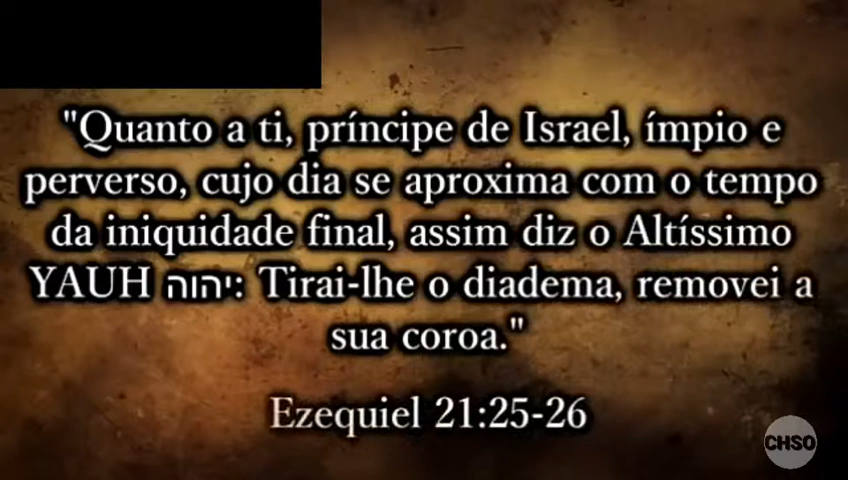 "Quanto a ti, príncipe de Israel, ímpio e
perverso, cujo dia se aproxima com o tempo
da iniquidade final, assim diz o Altíssimo
YAUH יהוה: Tirai-lhe o diadema, removei a
sua coroa."
Ezequiel 21:25-26
CHSO